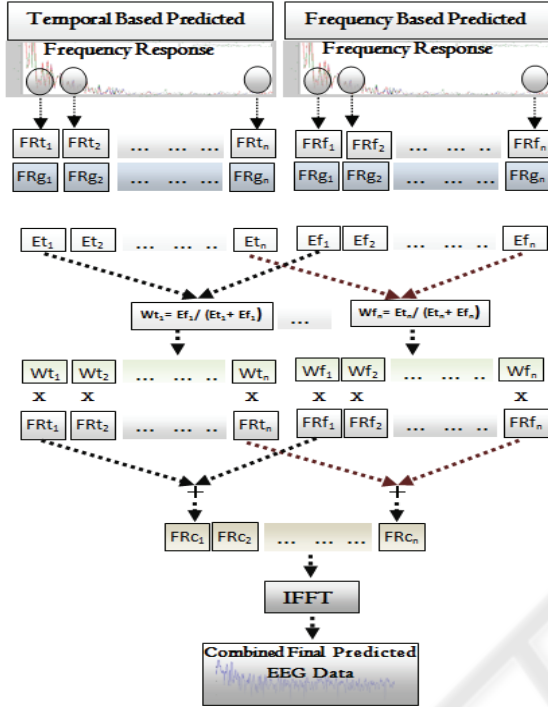 Temporal Based Predicted Frequency Based Predicted
Frequency Response Frequency Response
FRt₁ FRt₂ ... ... .. FRtₙ FRf₁ FRf₂ ... ... .. FRfₙ
FRg₁ FRg₂ ... ... ... FRgₙ FRg₁ FRg₂ ... ... ... FRgₙ
Et₁ Et₂ ... ... .. Etₙ Ef₁ Ef₂ ... ... .. Efₙ
Wt₁= Ef₁/ (Et₁+ Ef₁) ... Wfₙ= Etₙ/ (Etₙ+ Efₙ)
Wt₁ Wt₂ ... ... .. Wtₙ Wf₁ Wf₂ ... ... .. Wfₙ
x x x x x x
FRt₁ FRt₂ ... ... .. FRtₙ FRf₁ FRf₂ ... ... .. FRfₙ
+ +
FRc₁ FRc₂ ... ... ... FRcₙ
IFFT
Combined Final Predicted
EEG Data